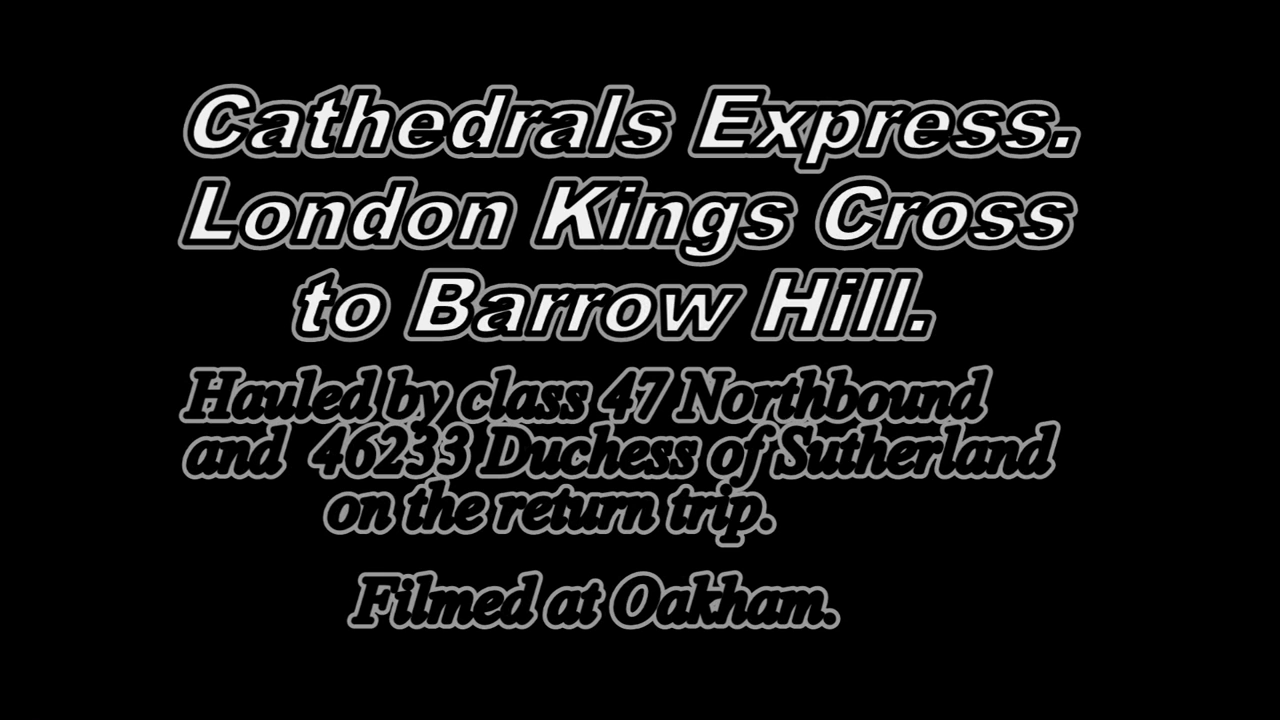 Cathedrals Express.
London Kings Cross
to Barrow Hill.
Hauled by class 47 Northbound
and 46233 Duchess of Sutherland
on the return trip.
Filmed at Oakham.